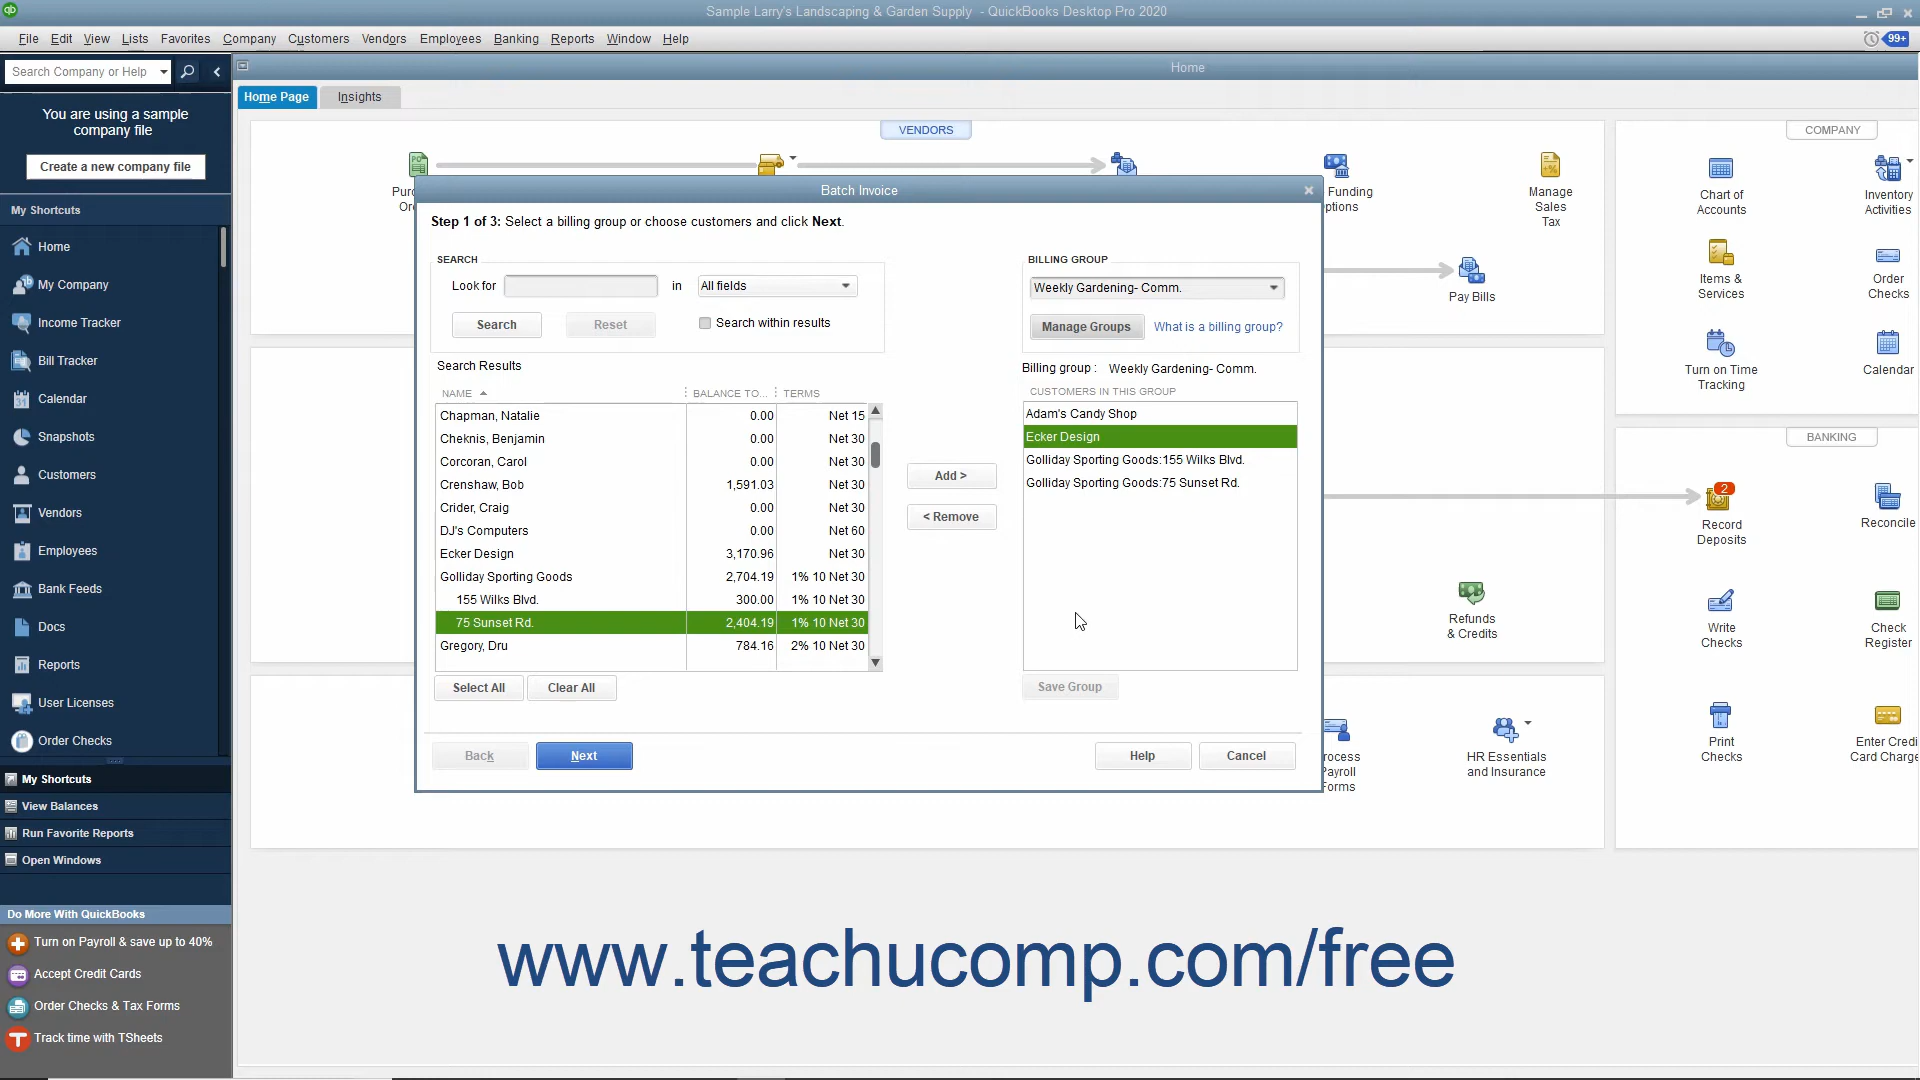 Sample Larry's Landscaping & Garden Supply - QuickBooks Desktop Pro 2020
File Edit View Lists Favorites Company Customers Vendors Employees Banking Reports Window Help
99+
Search Company or Help
Home
Home Page
Insights
You are using a sample
company file
Create a new company file
My Shortcuts
Home
My Company
Income Tracker
Bill Tracker
Calendar
Snapshots
Customers
Vendors
Employees
Bank Feeds
Docs
Reports
User Licenses
Order Checks
My Shortcuts
View Balances
Run Favorite Reports
Open Windows
Do More With QuickBooks
Turn on Payroll & save up to 40%
Accept Credit Cards
Order Checks & Tax Forms
Track time with TSheets
VENDORS
Purc
Orc
Funding
ptions
Manage
Sales
Tax
Pay Bills
Refunds
& Credits
rocess
Payroll
Forms
HR Essentials
and Insurance
COMPANY
Chart of
Accounts
Inventory
Activities
Items &
Services
Order
Checks
Turn on Time
Tracking
Calendar
BANKING
2
Record
Deposits
Reconcile
Write
Checks
Check
Register
Print
Checks
Enter Credi
Card Charge
Batch Invoice
Step 1 of 3: Select a billing group or choose customers and click Next.
SEARCH
Look for
in
All fields
Search
Reset
Search within results
Search Results
NAME BALANCE TO... TERMS
Chapman, Natalie 0.00 Net 15
Cheknis, Benjamin 0.00 Net 30
Corcoran, Carol 0.00 Net 30
Crenshaw, Bob 1,591.03 Net 30
Crider, Craig 0.00 Net 30
DJ's Computers 0.00 Net 60
Ecker Design 3,170.96 Net 30
Golliday Sporting Goods 2,704.19 1% 10 Net 30
155 Wilks Blvd. 300.00 1% 10 Net 30
75 Sunset Rd. 2,404.19 1% 10 Net 30
Gregory, Dru 784.16 2% 10 Net 30
Select All
Clear All
Add >
< Remove
BILLING GROUP
Weekly Gardening- Comm.
Manage Groups
What is a billing group?
Billing group : Weekly Gardening- Comm.
CUSTOMERS IN THIS GROUP
Adam's Candy Shop
Ecker Design
Golliday Sporting Goods:155 Wilks Blvd.
Golliday Sporting Goods:75 Sunset Rd.
Save Group
Back
Next
Help
Cancel
www.teachucomp.com/free